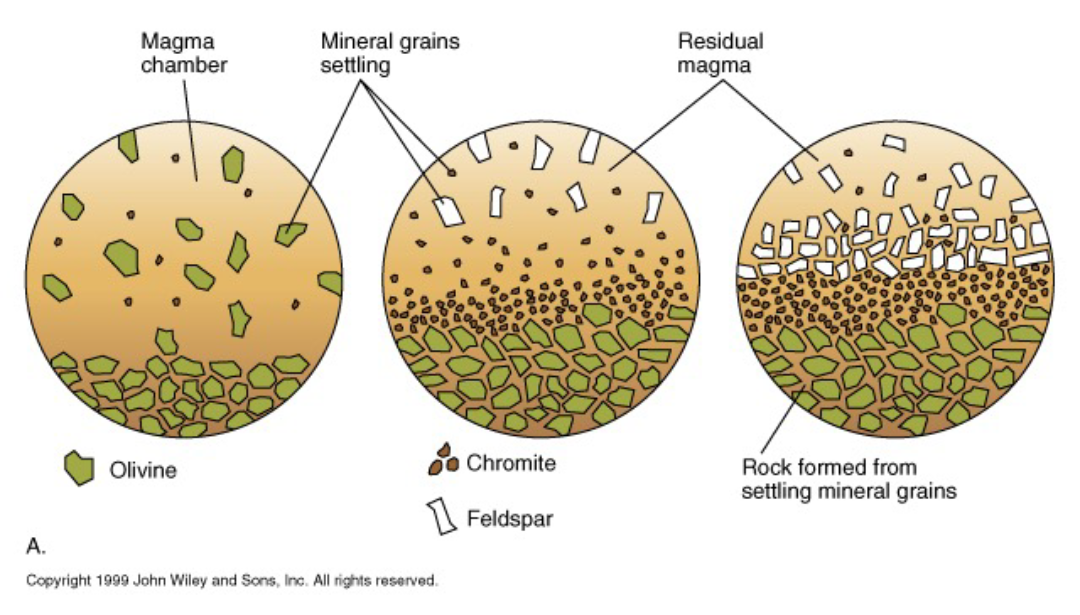 Magma
chamber
Mineral grains
settling
Residual
magma
Olivine
Chromite
Feldspar
Rock formed from
settling mineral grains
A.
Copyright 1999 John Wiley and Sons, Inc. All rights reserved.